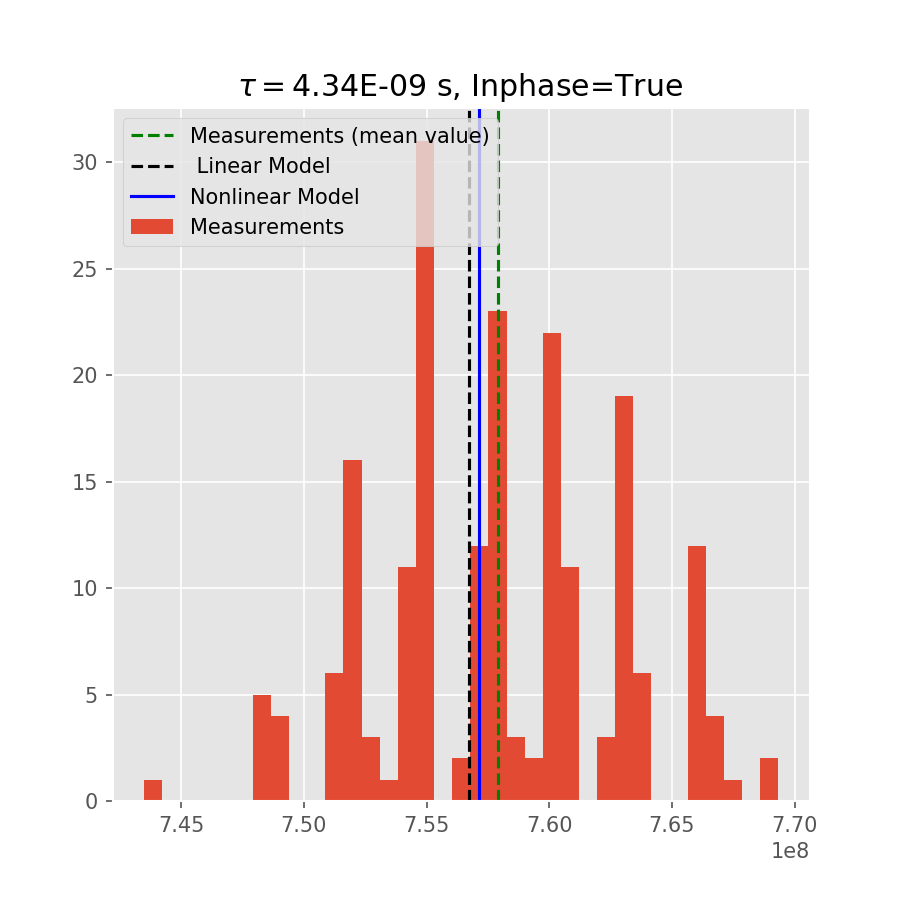 τ = 4.34E-09 s, Inphase=True
Measurements (mean value)
Linear Model
Nonlinear Model
Measurements
30
25
20
15
10
5
0
7.45 7.50 7.55 7.60 7.65 7.70
1e8